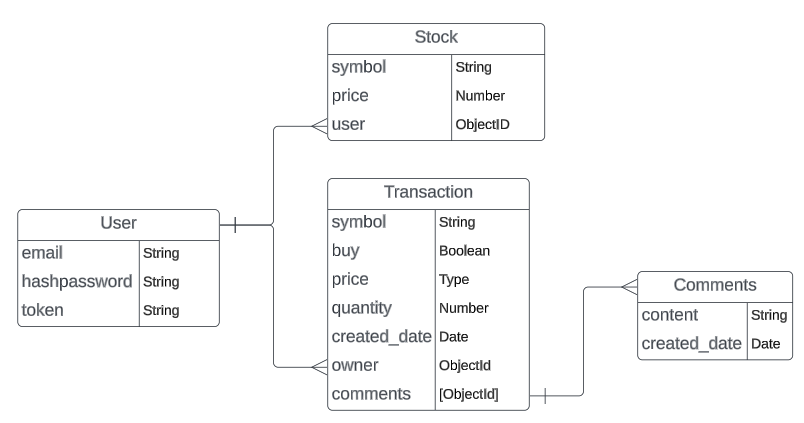 Stock
symbol String
price Number
user ObjectID
Transaction
symbol String
buy Boolean
price Type
quantity Number
created_date Date
owner ObjectId
comments [ObjectId]
User
email String
hashpassword String
token String
Comments
content String
created_date Date